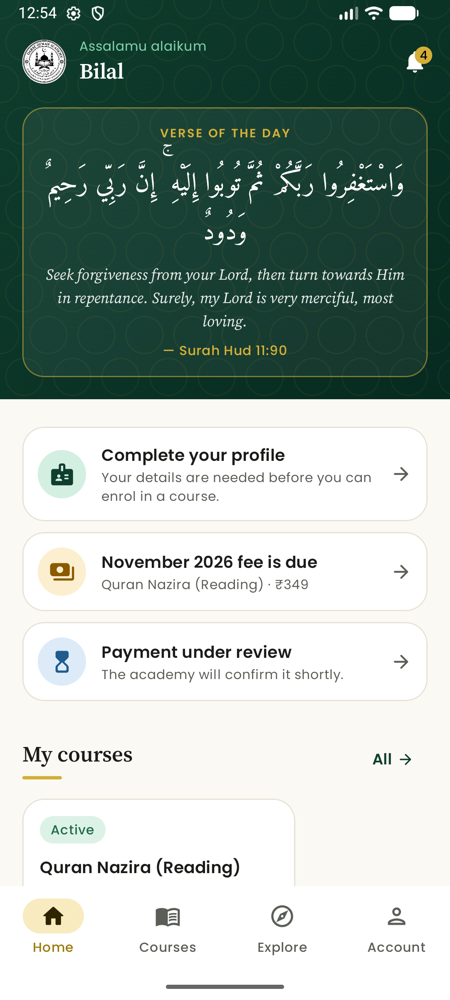 12:54
Assalamu alaikum
Bilal
4
VERSE OF THE DAY
وَاسْتَغْفِرُوا رَبَّكُمْ ثُمَّ تُوبُوا إِلَيْهِ ۚ إِنَّ رَبِّي رَحِيمٌ
وَدُودٌ
Seek forgiveness from your Lord, then turn towards Him
in repentance. Surely, my Lord is very merciful, most
loving.
— Surah Hud 11:90
Complete your profile
Your details are needed before you can
enrol in a course.
November 2026 fee is due
Quran Nazira (Reading) · ₹349
Payment under review
The academy will confirm it shortly.
My courses
All →
Active
Quran Nazira (Reading)
Home
Courses
Explore
Account